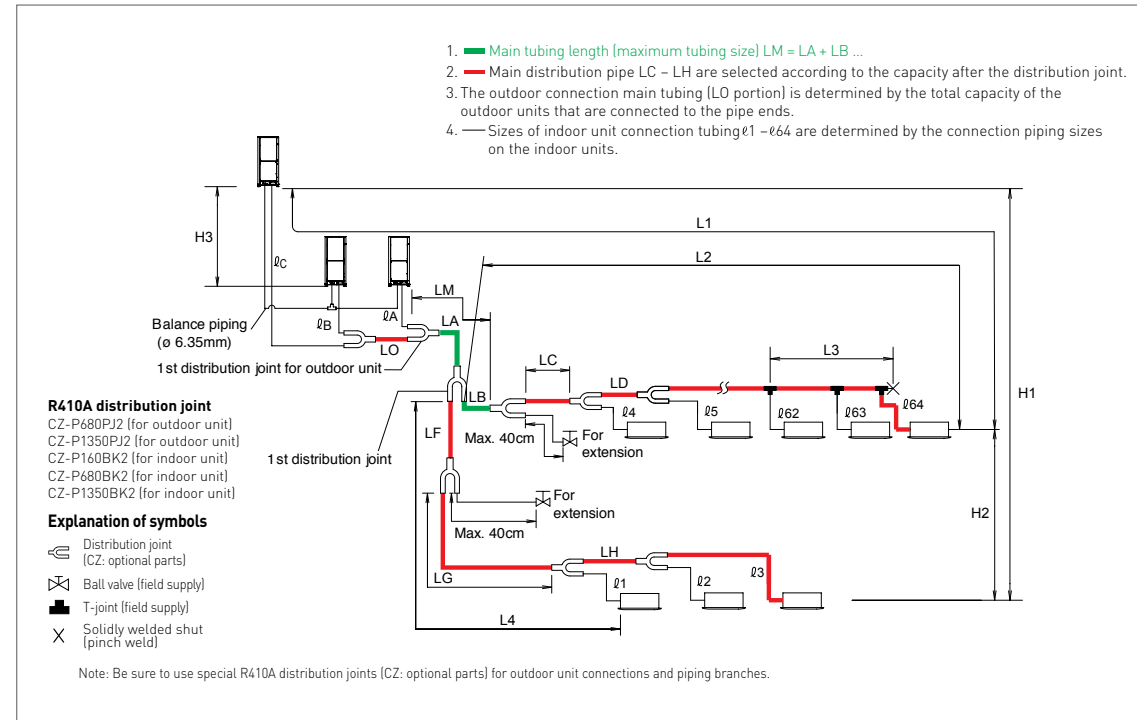 1. Main tubing length (maximum tubing size) LM = LA + LB ...
2. Main distribution pipe LC – LH are selected according to the capacity after the distribution joint.
3. The outdoor connection main tubing (LO portion) is determined by the total capacity of the
outdoor units that are connected to the pipe ends.
4. Sizes of indoor unit connection tubing ℓ1 –ℓ64 are determined by the connection piping sizes
on the indoor units.
L1
H3
L2
ℓC
LM
ℓB
ℓA
LA
Balance piping
(ø 6.35mm)
LO
1st distribution joint for outdoor unit
LC
L3
LD
LB
H1
ℓ4
ℓ5
ℓ62
ℓ63
ℓ64
R410A distribution joint
CZ-P680PJ2 (for outdoor unit)
CZ-P1350PJ2 (for outdoor unit)
CZ-P160BK2 (for indoor unit)
CZ-P680BK2 (for indoor unit)
CZ-P1350BK2 (for indoor unit)
LF
Max. 40cm
For
extension
1st distribution joint
For
extension
Max. 40cm
H2
Explanation of symbols
Distribution joint
(CZ: optional parts)
Ball valve (field supply)
T-joint (field supply)
Solidly welded shut
(pinch weld)
LH
LG
ℓ1
ℓ2
ℓ3
L4
Note: Be sure to use special R410A distribution joints (CZ: optional parts) for outdoor unit connections and piping branches.